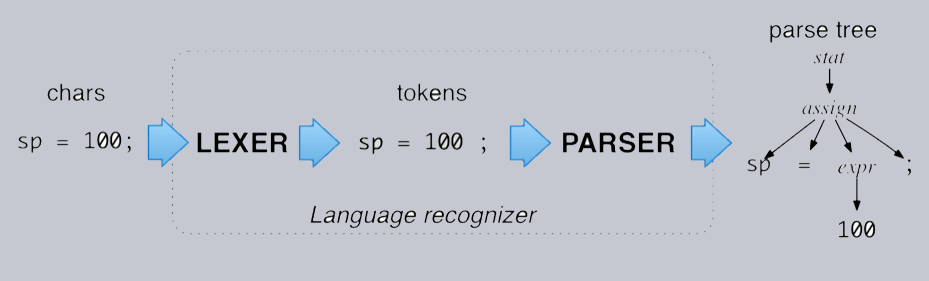 parse tree
stat
chars
tokens
assign
sp = 100;
LEXER
sp = 100 ;
PARSER
sp = expr ;
Language recognizer
100